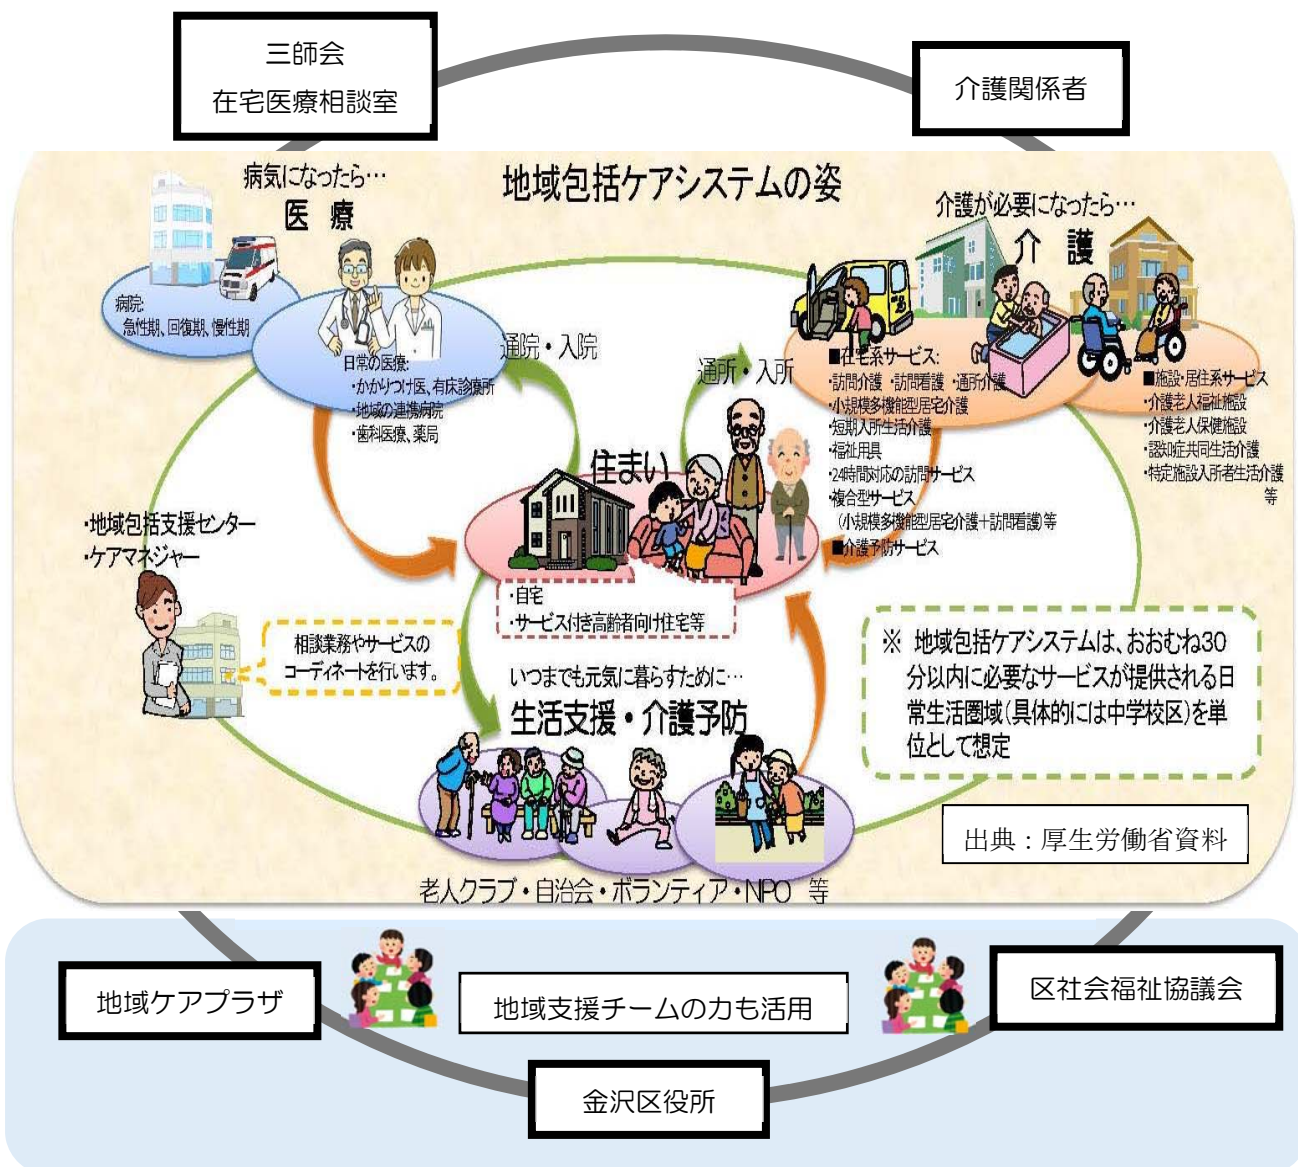 三師会
在宅医療相談室
介護関係者
地域包括ケアシステムの姿
病気になったら…
医 療
病院:
急性期、回復期、慢性期
日常の医療:
・かかりつけ医、有床診療所
・地域の連携病院
・歯科医療、薬局
通院・入院
通所・入所
介護が必要になったら…
介 護
■在宅系サービス:
・訪問介護 ・訪問看護 ・通所介護
・小規模多機能型居宅介護
・短期入所生活介護
・福祉用具
・24時間対応の訪問サービス
・複合型サービス
(小規模多機能型居宅介護+訪問看護)等
■介護予防サービス
■施設・居住系サービス
・介護老人福祉施設
・介護老人保健施設
・認知症共同生活介護
・特定施設入所者生活介護
等
住まい
・自宅
・サービス付き高齢者向け住宅等
・地域包括支援センター
・ケアマネジャー
相談業務やサービスの
コーディネートを行います。
いつまでも元気に暮らすために…
生活支援・介護予防
老人クラブ・自治会・ボランティア・NPO 等
※ 地域包括ケアシステムは、おおむね30
分以内に必要なサービスが提供される日
常生活圏域(具体的には中学校区)を単
位として想定
出典:厚生労働省資料
地域ケアプラザ
地域支援チームの力も活用
区社会福祉協議会
金沢区役所